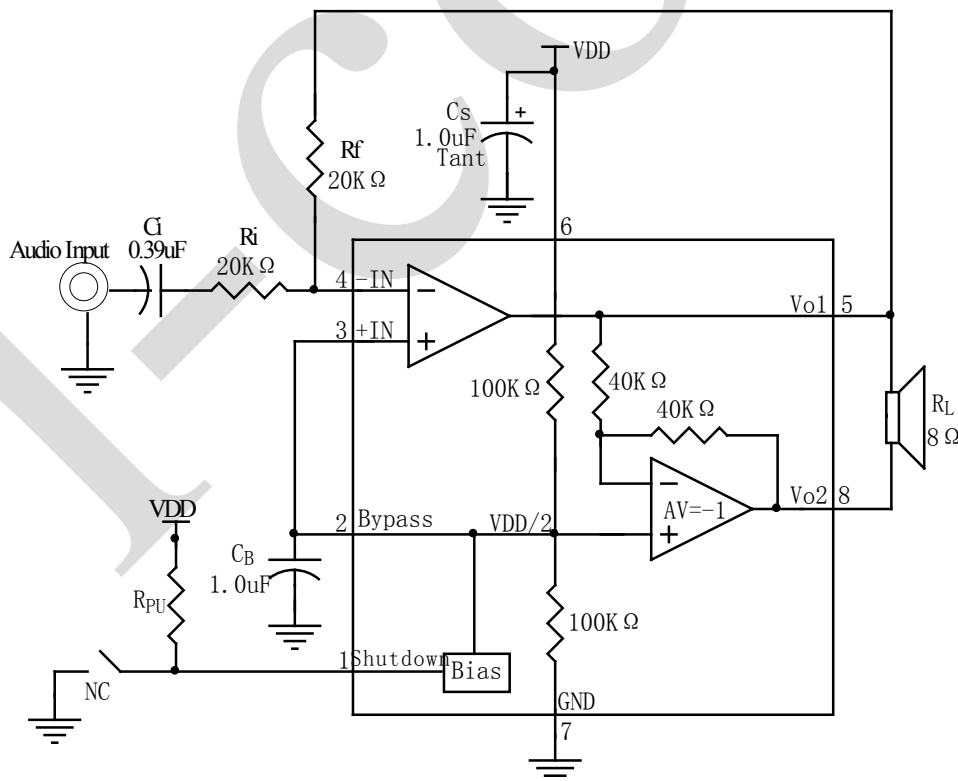 VDD
Cs
1.0uF
Tant
+
Rf
20KΩ
6
Ci
0.39uF
Audio Input
Ri
20KΩ
4
-IN
3
+IN
Vo1
5
100KΩ
40KΩ
40KΩ
RL
8Ω
VDD
2
Bypass
VDD/2
AV=-1
Vo2
8
CB
1.0uF
RPU
100KΩ
1
Shutdown
Bias
NC
GND
7